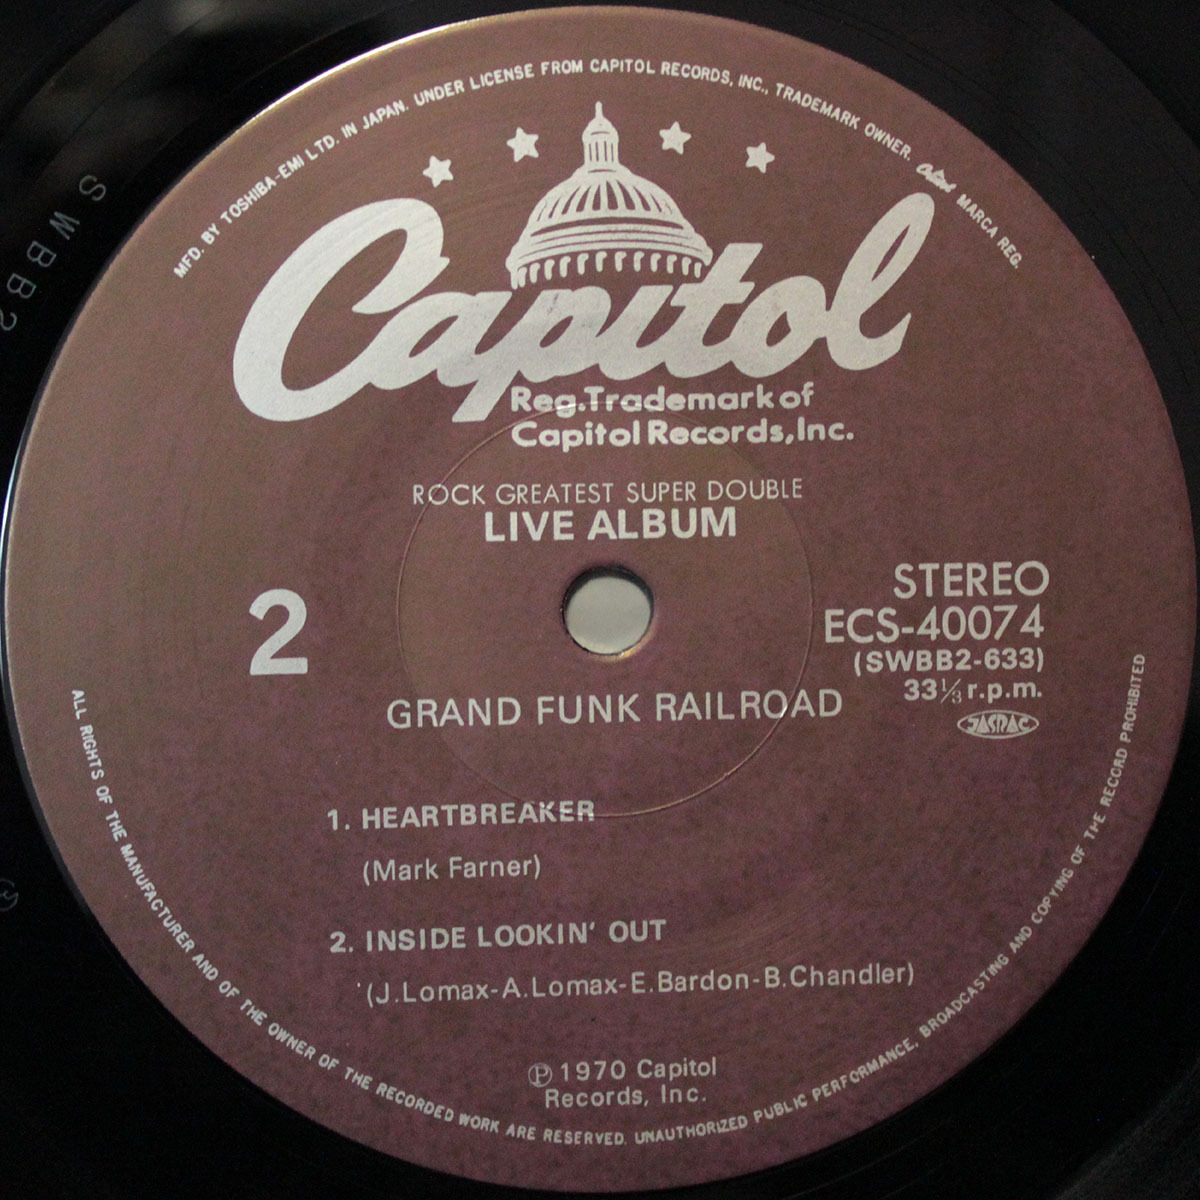 MFD. BY TOSHIBA-EMI LTD. IN JAPAN. UNDER LICENSE FROM CAPITOL RECORDS, INC., TRADEMARK OWNER. Capitol MARCA REG.
Capitol
Reg.Trademark of
Capitol Records,Inc.
ROCK GREATEST SUPER DOUBLE
LIVE ALBUM
2
STEREO
ECS-40074
(SWBB2-633)
33⅓ r.p.m.
JASRAC
GRAND FUNK RAILROAD
1. HEARTBREAKER
(Mark Farner)
2. INSIDE LOOKIN' OUT
(J.Lomax-A.Lomax-E.Bardon-B.Chandler)
Ⓟ 1970 Capitol
Records, Inc.
ALL RIGHTS OF THE MANUFACTURER AND OF THE OWNER OF THE RECORDED WORK ARE RESERVED. UNAUTHORIZED PUBLIC PERFORMANCE, BROADCASTING AND COPYING OF THE RECORD PROHIBITED
SWBB2